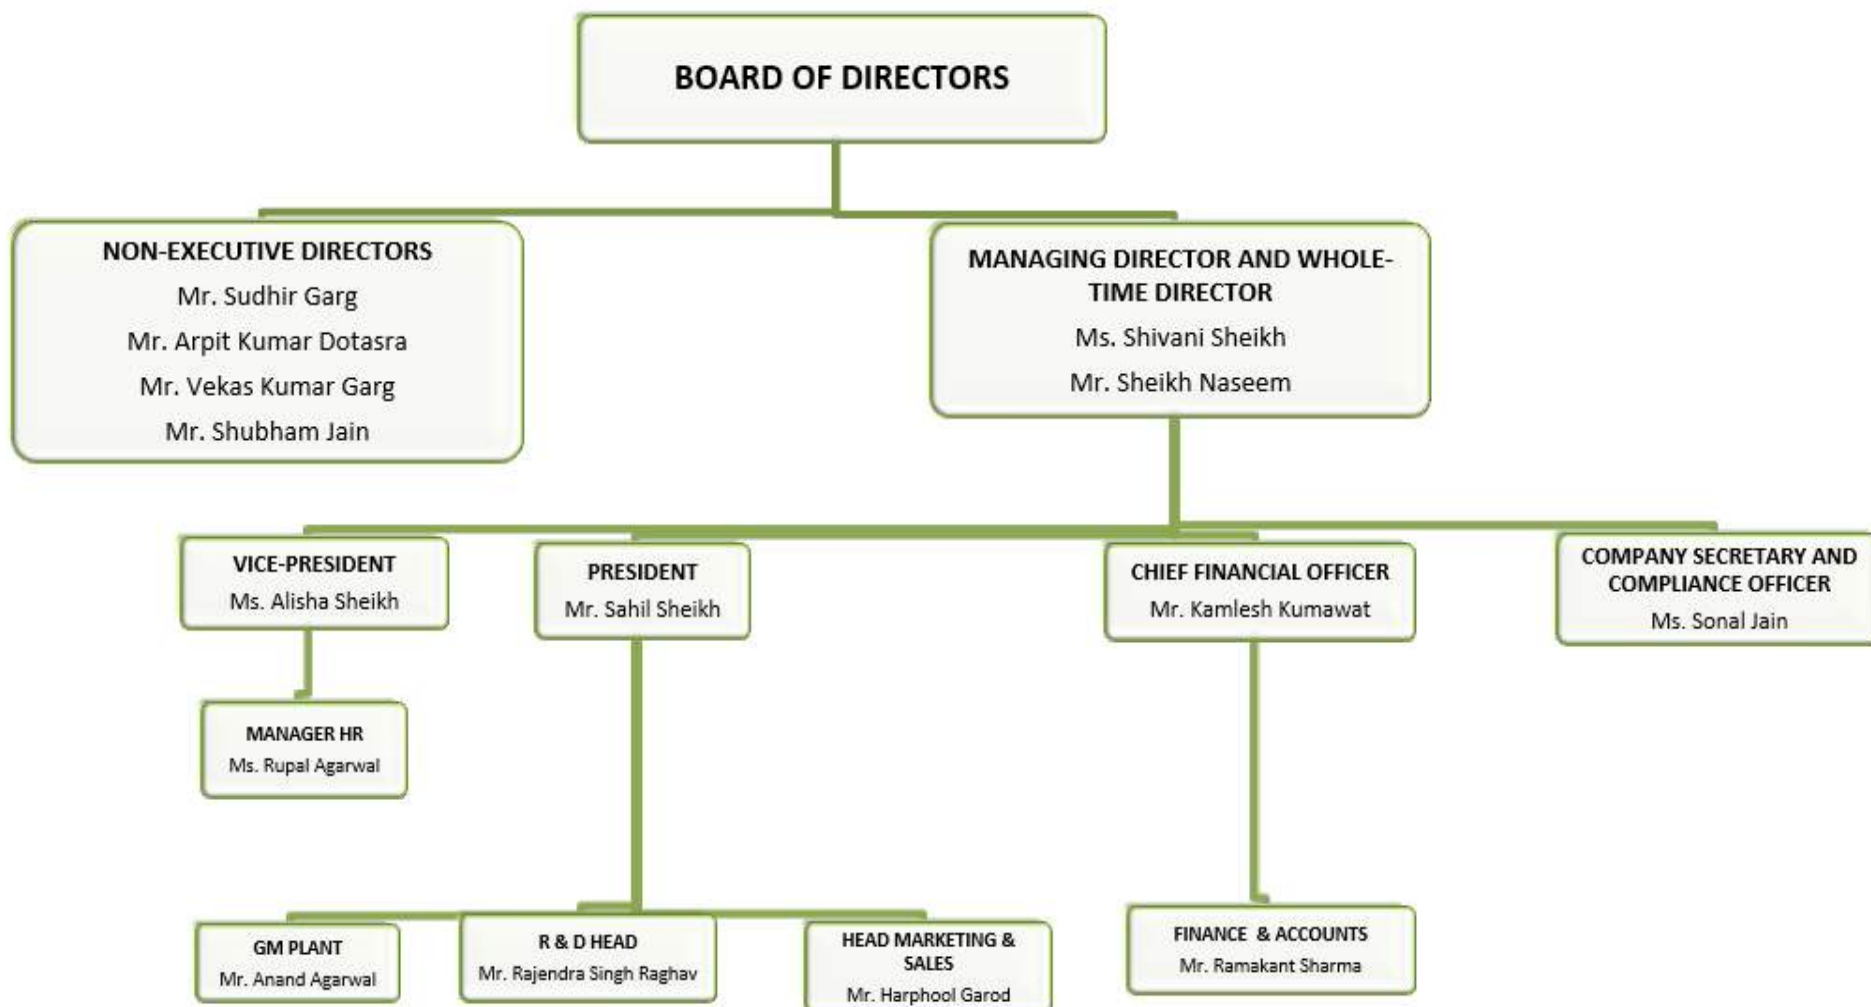 BOARD OF DIRECTORS
NON-EXECUTIVE DIRECTORS
Mr. Sudhir Garg
Mr. Arpit Kumar Dotasra
Mr. Vekas Kumar Garg
Mr. Shubham Jain
MANAGING DIRECTOR AND WHOLE-
TIME DIRECTOR
Ms. Shivani Sheikh
Mr. Sheikh Naseem
VICE-PRESIDENT
Ms. Alisha Sheikh
PRESIDENT
Mr. Sahil Sheikh
CHIEF FINANCIAL OFFICER
Mr. Kamlesh Kumawat
COMPANY SECRETARY AND
COMPLIANCE OFFICER
Ms. Sonal Jain
MANAGER HR
Ms. Rupal Agarwal
GM PLANT
Mr. Anand Agarwal
R & D HEAD
Mr. Rajendra Singh Raghav
HEAD MARKETING &
SALES
Mr. Harphool Garod
FINANCE & ACCOUNTS
Mr. Ramakant Sharma